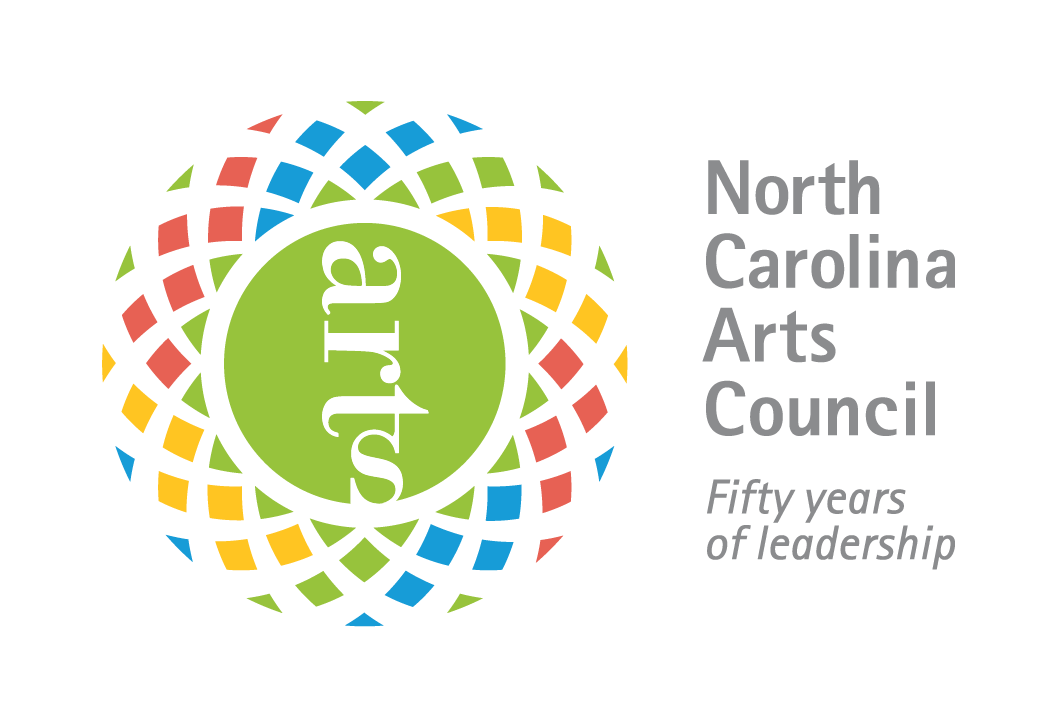 arts
North
Carolina
Arts
Council
Fifty years
of leadership